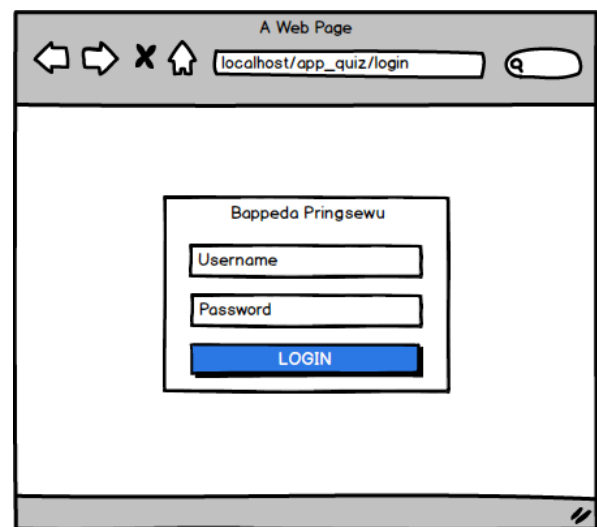 A Web Page
localhost/app_quiz/login
Bappeda Pringsewu
Username
Password
LOGIN